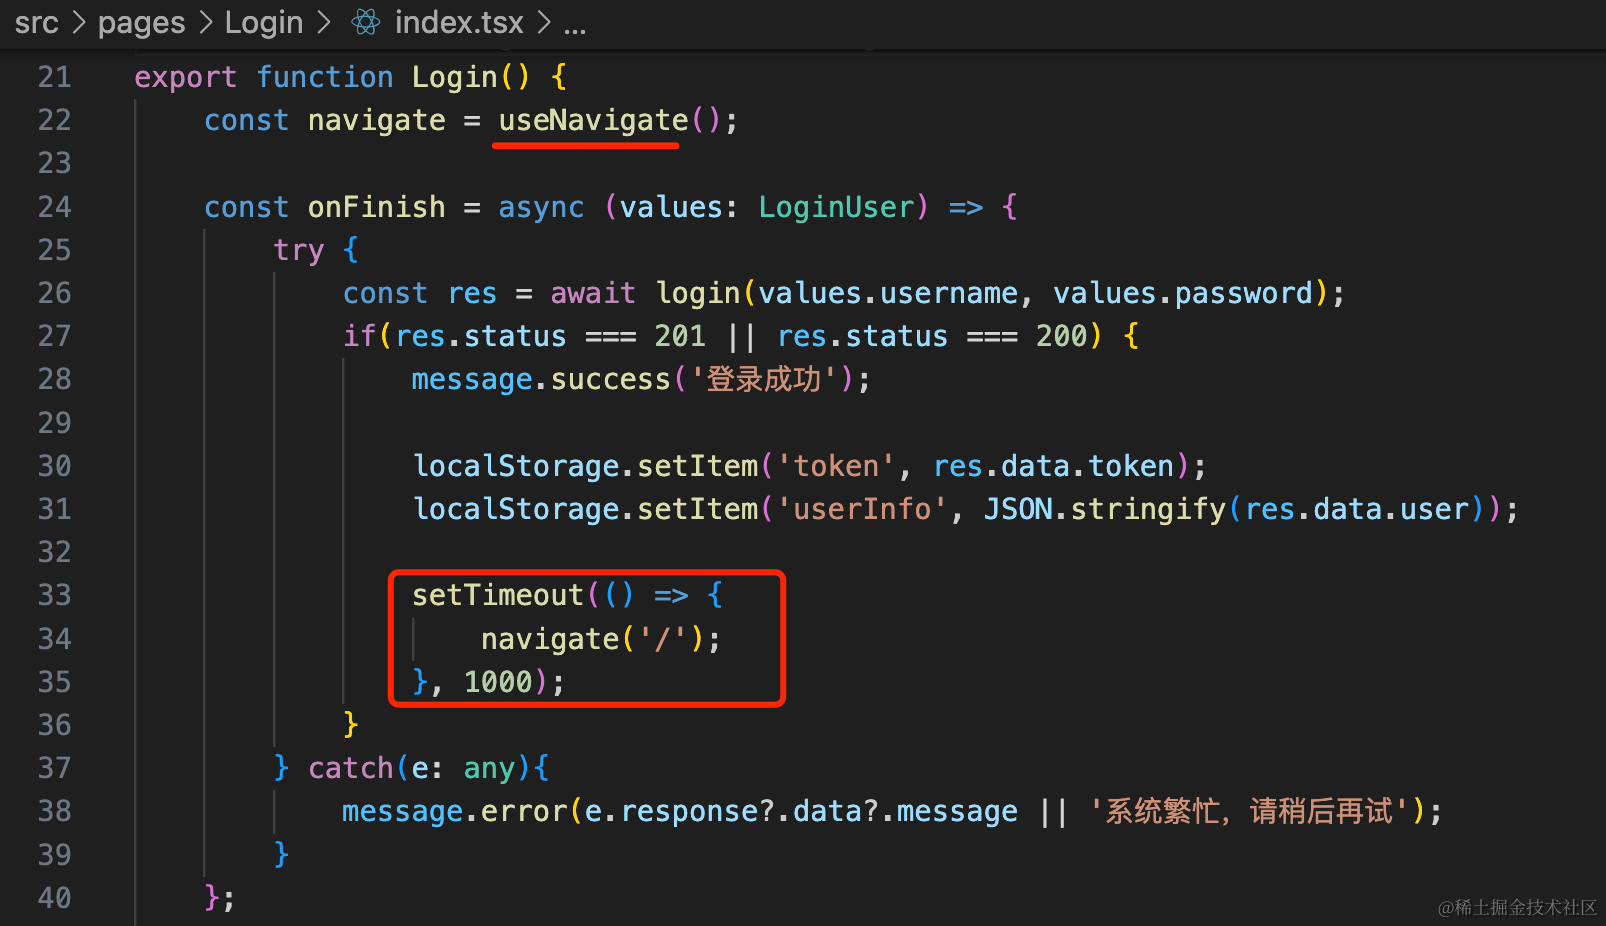 src > pages > Login > index.tsx > ...
21 export function Login() {
22 const navigate = useNavigate();
23
24 const onFinish = async (values: LoginUser) => {
25 try {
26 const res = await login(values.username, values.password);
27 if(res.status === 201 || res.status === 200) {
28 message.success('登录成功');
29
30 localStorage.setItem('token', res.data.token);
31 localStorage.setItem('userInfo', JSON.stringify(res.data.user));
32
33 setTimeout(() => {
34 navigate('/');
35 }, 1000);
36 }
37 } catch(e: any){
38 message.error(e.response?.data?.message || '系统繁忙，请稍后再试');
39 }
40 };
@稀土掘金技术社区